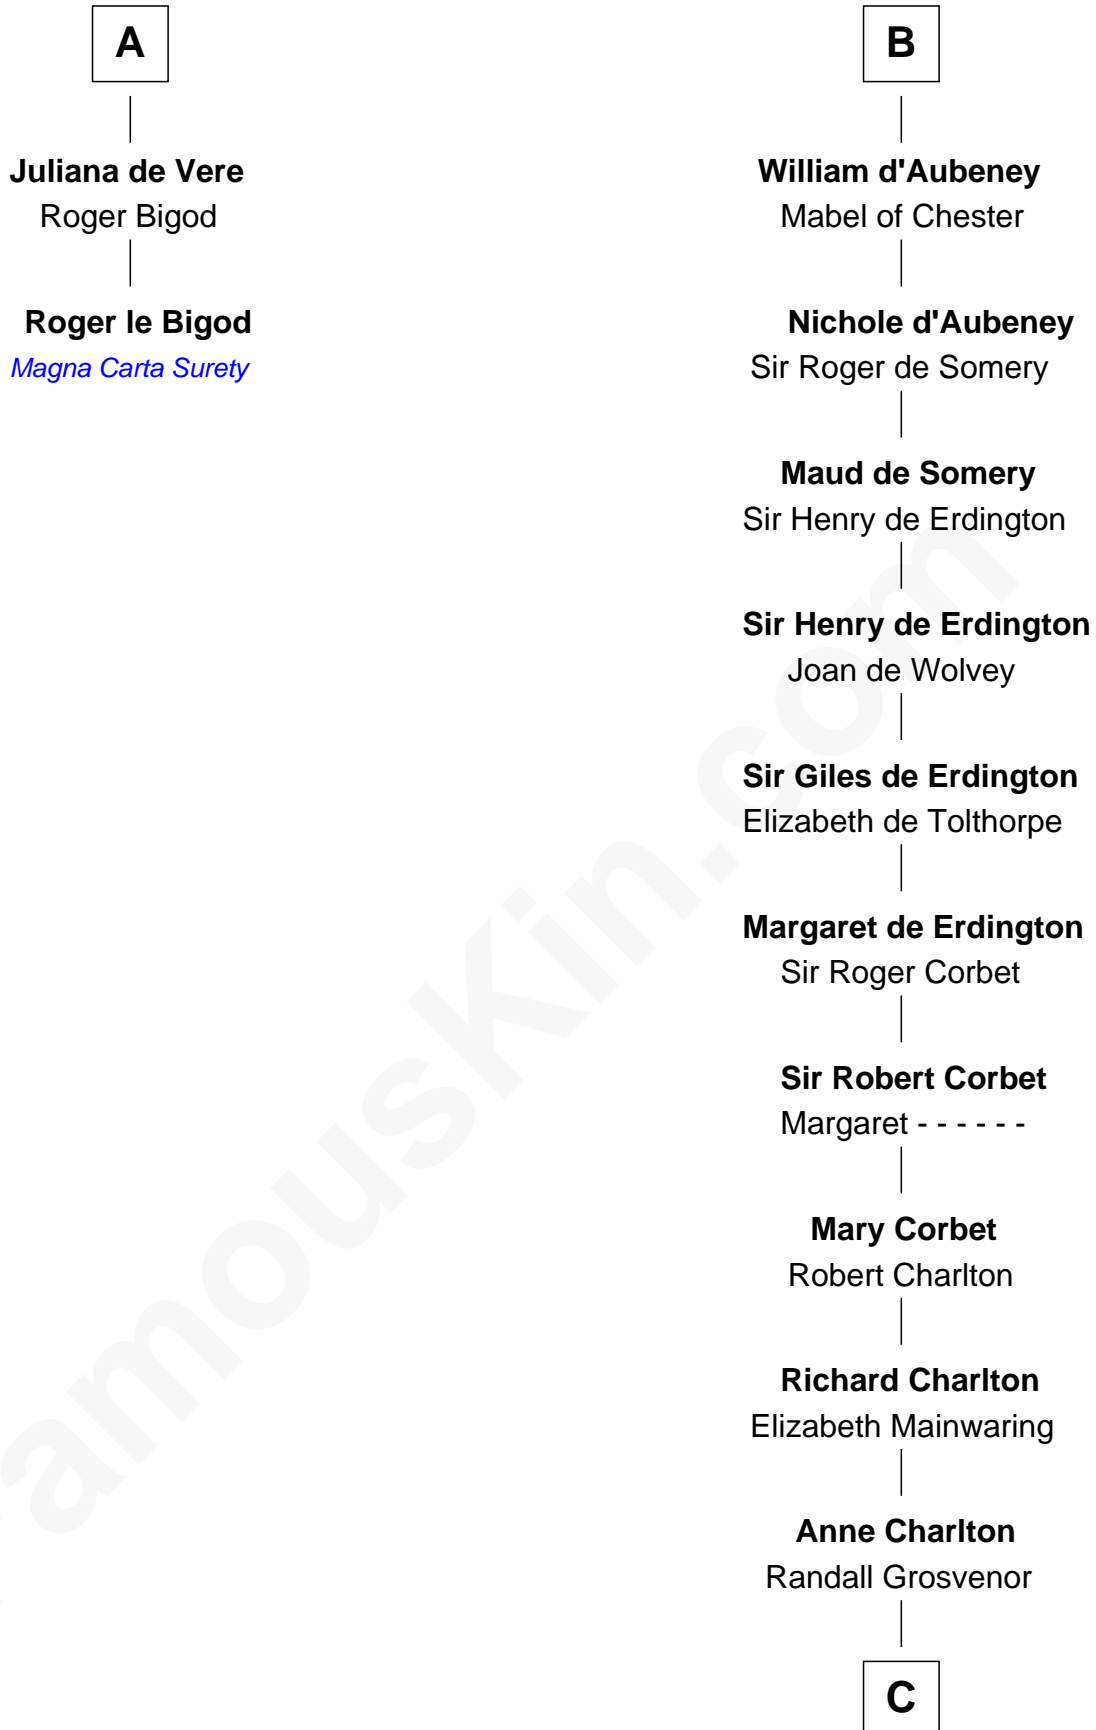 A
Juliana de Vere
Roger Bigod
Roger le Bigod
Magna Carta Surety
B
William d'Aubeney
Mabel of Chester
Nichole d'Aubeney
Sir Roger de Somery
Maud de Somery
Sir Henry de Erdington
Sir Henry de Erdington
Joan de Wolvey
Sir Giles de Erdington
Elizabeth de Tolthorpe
Margaret de Erdington
Sir Roger Corbet
Sir Robert Corbet
Margaret - - - - - -
Mary Corbet
Robert Charlton
Richard Charlton
Elizabeth Mainwaring
Anne Charlton
Randall Grosvenor
C
famouskin.com